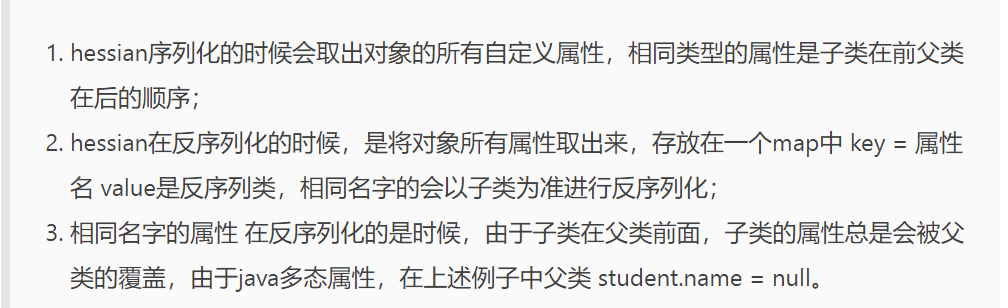 1. hessian序列化的时候会取出对象的所有自定义属性，相同类型的属性是子类在前父类
在后的顺序；
2. hessian在反序列化的时候，是将对象所有属性取出来，存放在一个map中 key = 属性
名 value是反序列类，相同名字的会以子类为准进行反序列化；
3. 相同名字的属性 在反序列化的是时候，由于子类在父类前面，子类的属性总是会被父
类的覆盖，由于java多态属性，在上述例子中父类 student.name = null。